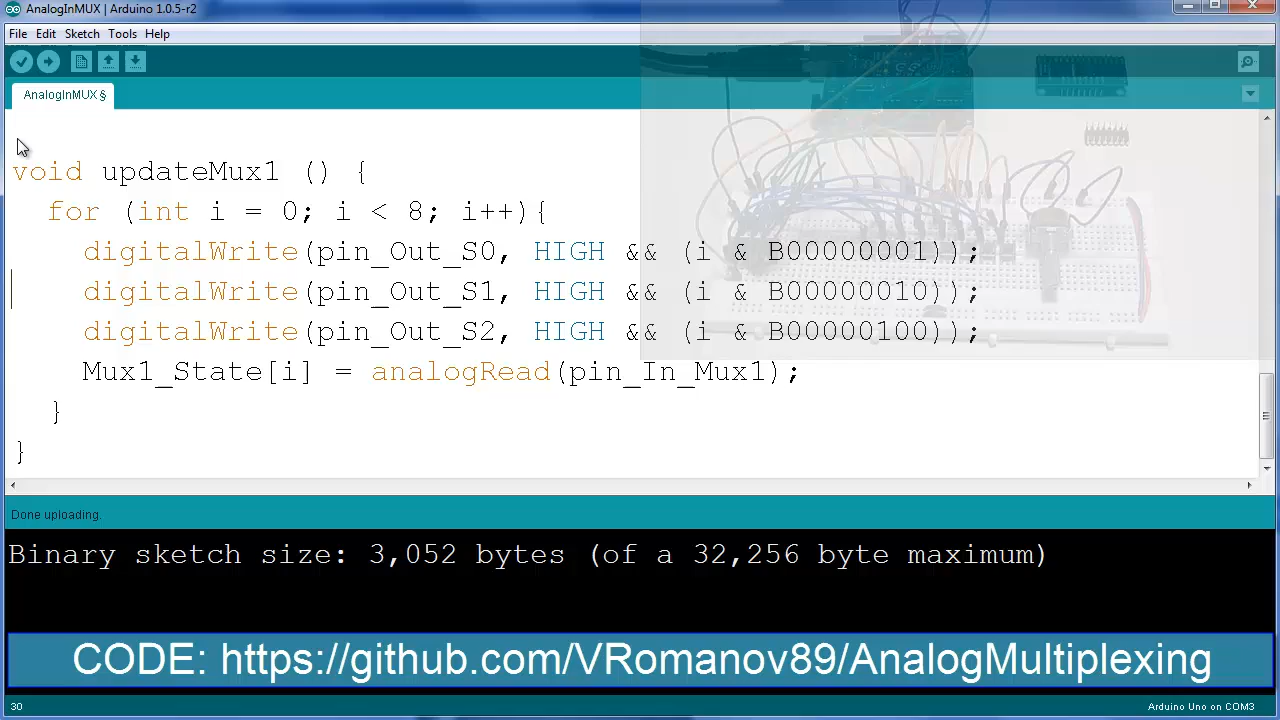 AnalogInMUX | Arduino 1.0.5-r2
File Edit Sketch Tools Help
AnalogInMUX §
void updateMux1 () {
for (int i = 0; i < 8; i++){
digitalWrite(pin_Out_S0, HIGH && (i & B00000001));
digitalWrite(pin_Out_S1, HIGH && (i & B00000010));
digitalWrite(pin_Out_S2, HIGH && (i & B00000100));
Mux1_State[i] = analogRead(pin_In_Mux1);
}
}
Done uploading.
Binary sketch size: 3,052 bytes (of a 32,256 byte maximum)
CODE: https://github.com/VRomanov89/AnalogMultiplexing
30
Arduino Uno on COM3